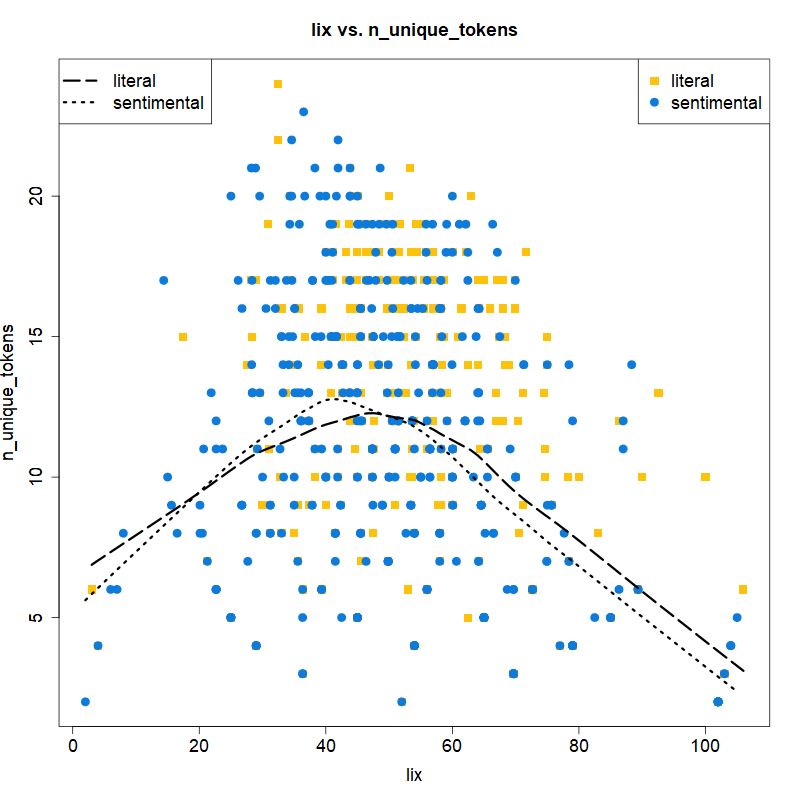 lix vs. n_unique_tokens
literal
sentimental
literal
sentimental
n_unique_tokens
20
15
10
5
0 20 40 60 80 100
lix